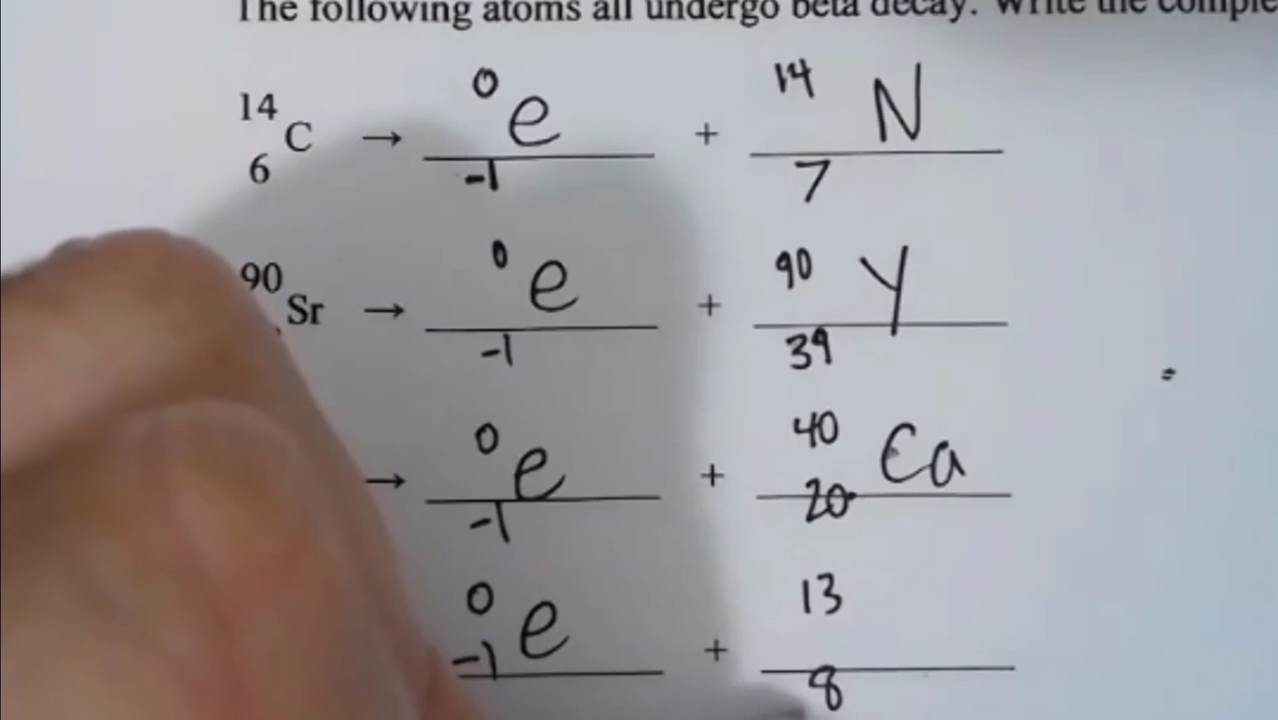 The following atoms all undergo beta decay. Write the comple
14 6 C → 0 -1 e + 14 7 N
90 Sr → 0 -1 e + 90 39 Y
→ 0 -1 e + 40 20 Ca
0 -1 e + 13 8